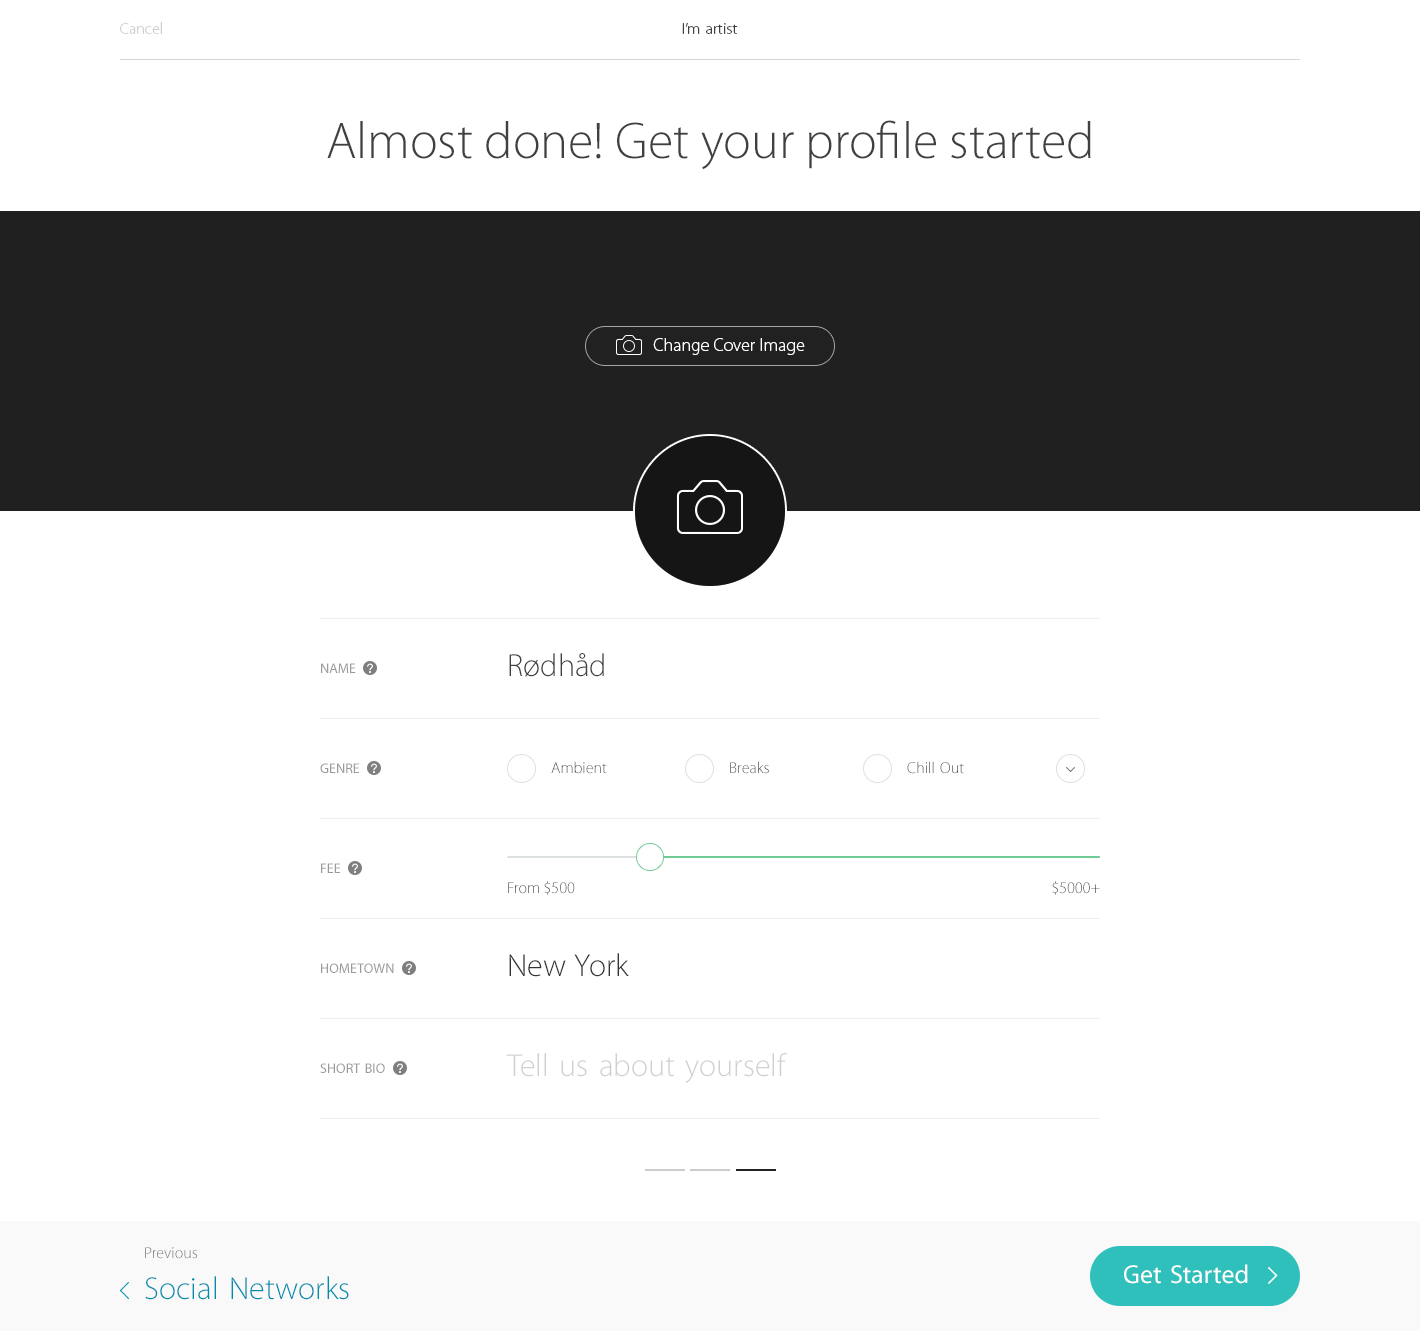 Cancel
I'm artist
Almost done! Get your profile started
Change Cover Image
NAME ?
Rødhåd
GENRE ?
Ambient
Breaks
Chill Out
FEE ?
From $500
$5000+
HOMETOWN ?
New York
SHORT BIO ?
Tell us about yourself
Previous
Social Networks
Get Started